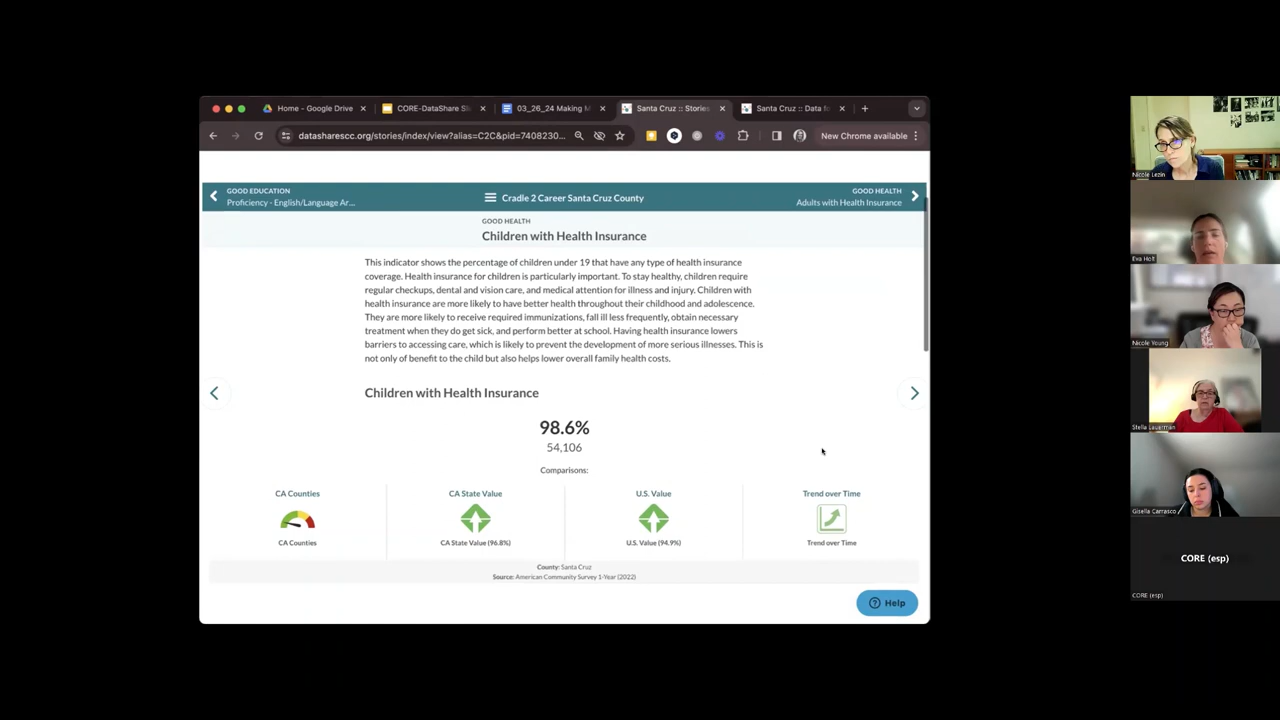 Home - Google Drive
CORE-DataShare Sl
03_26_24 Making M
Santa Cruz :: Stories
Santa Cruz :: Data fo
datasharescc.org/stories/index/view?alias=C2C&pid=7408230...
New Chrome available
GOOD EDUCATION
Proficiency - English/Language Ar...
Cradle 2 Career Santa Cruz County
GOOD HEALTH
Adults with Health Insurance
GOOD HEALTH
Children with Health Insurance
This indicator shows the percentage of children under 19 that have any type of health insurance
coverage. Health insurance for children is particularly important. To stay healthy, children require
regular checkups, dental and vision care, and medical attention for illness and injury. Children with
health insurance are more likely to have better health throughout their childhood and adolescence.
They are more likely to receive required immunizations, fall ill less frequently, obtain necessary
treatment when they do get sick, and perform better at school. Having health insurance lowers
barriers to accessing care, which is likely to prevent the development of more serious illnesses. This is
not only of benefit to the child but also helps lower overall family health costs.
Children with Health Insurance
98.6%
54,106
Comparisons:
CA Counties
CA State Value
U.S. Value
Trend over Time
CA Counties
CA State Value (96.8%)
U.S. Value (94.9%)
Trend over Time
County: Santa Cruz
Source: American Community Survey 1-Year (2022)
Help
Nicole Lezin
Eva Holt
Nicole Young
Stella Lauerman
Gisella Carrasco
CORE (esp)
CORE (esp)